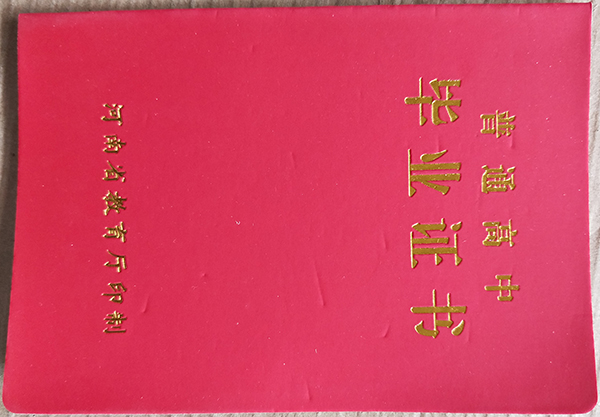 普通高中
毕业证书
河南省教育厅印制